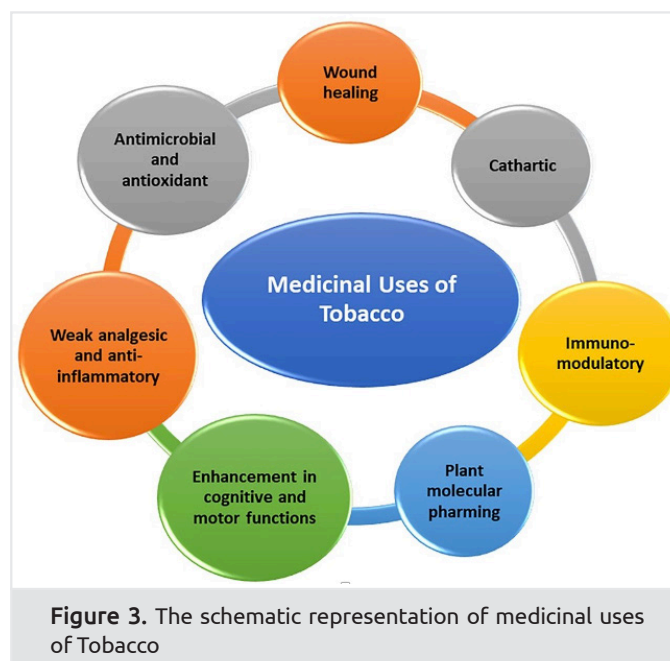 Wound
healing
Cathartic
Immuno-
modulatory
Plant
molecular
pharming
Enhancement in
cognitive and
motor functions
Weak analgesic
and anti-
inflammatory
Antimicrobial
and
antioxidant
Medicinal Uses of
Tobacco
Figure 3. The schematic representation of medicinal uses
of Tobacco